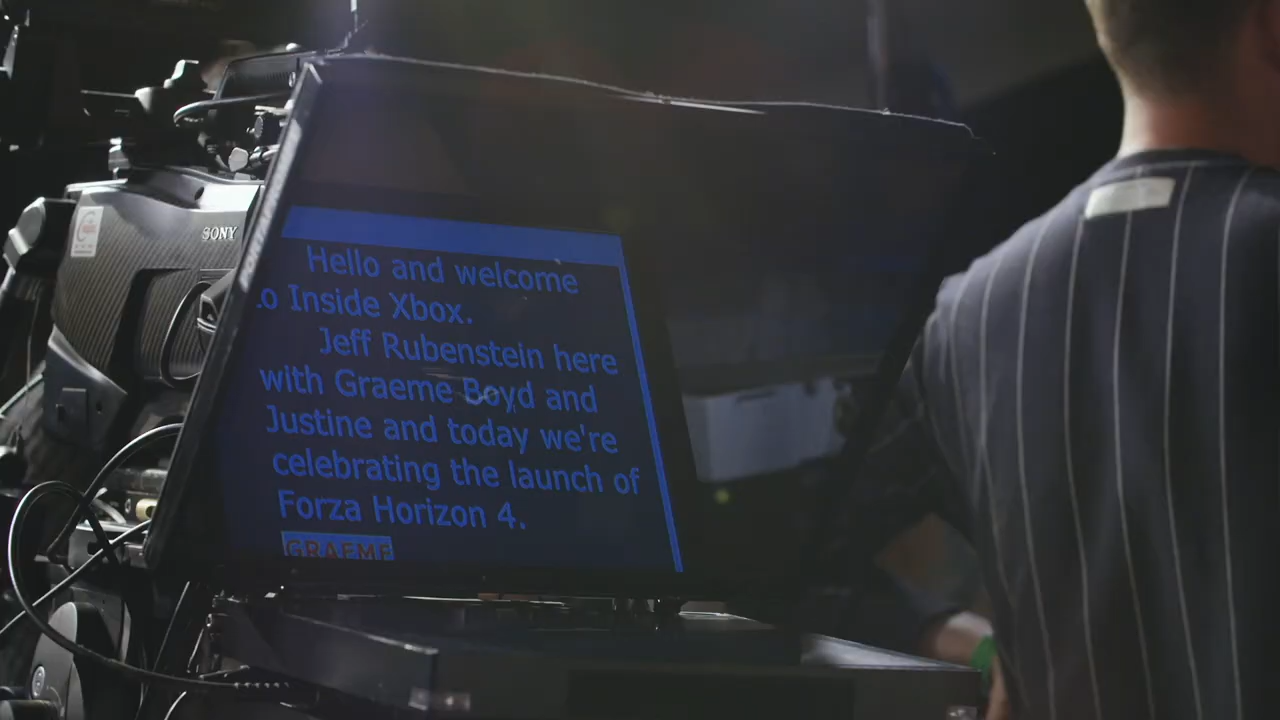 SONY
Hello and welcome
to Inside Xbox.
Jeff Rubenstein here
with Graeme Boyd and
Justine and today we're
celebrating the launch of
Forza Horizon 4.
GRAEME